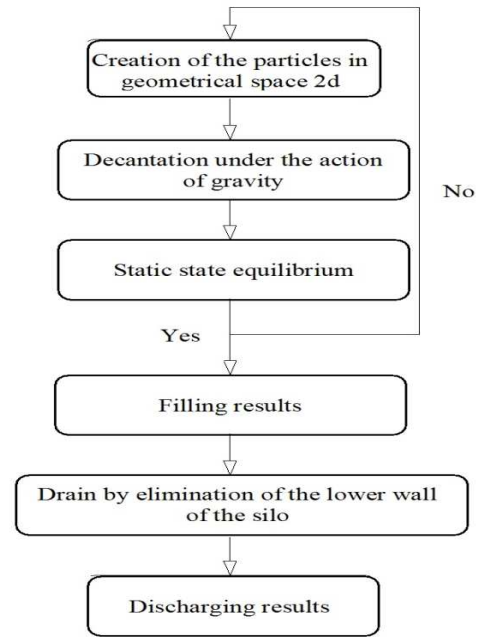 Creation of the particles in
geometrical space 2d
Decantation under the action
of gravity
No
Static state equilibrium
Yes
Filling results
Drain by elimination of the lower wall
of the silo
Discharging results